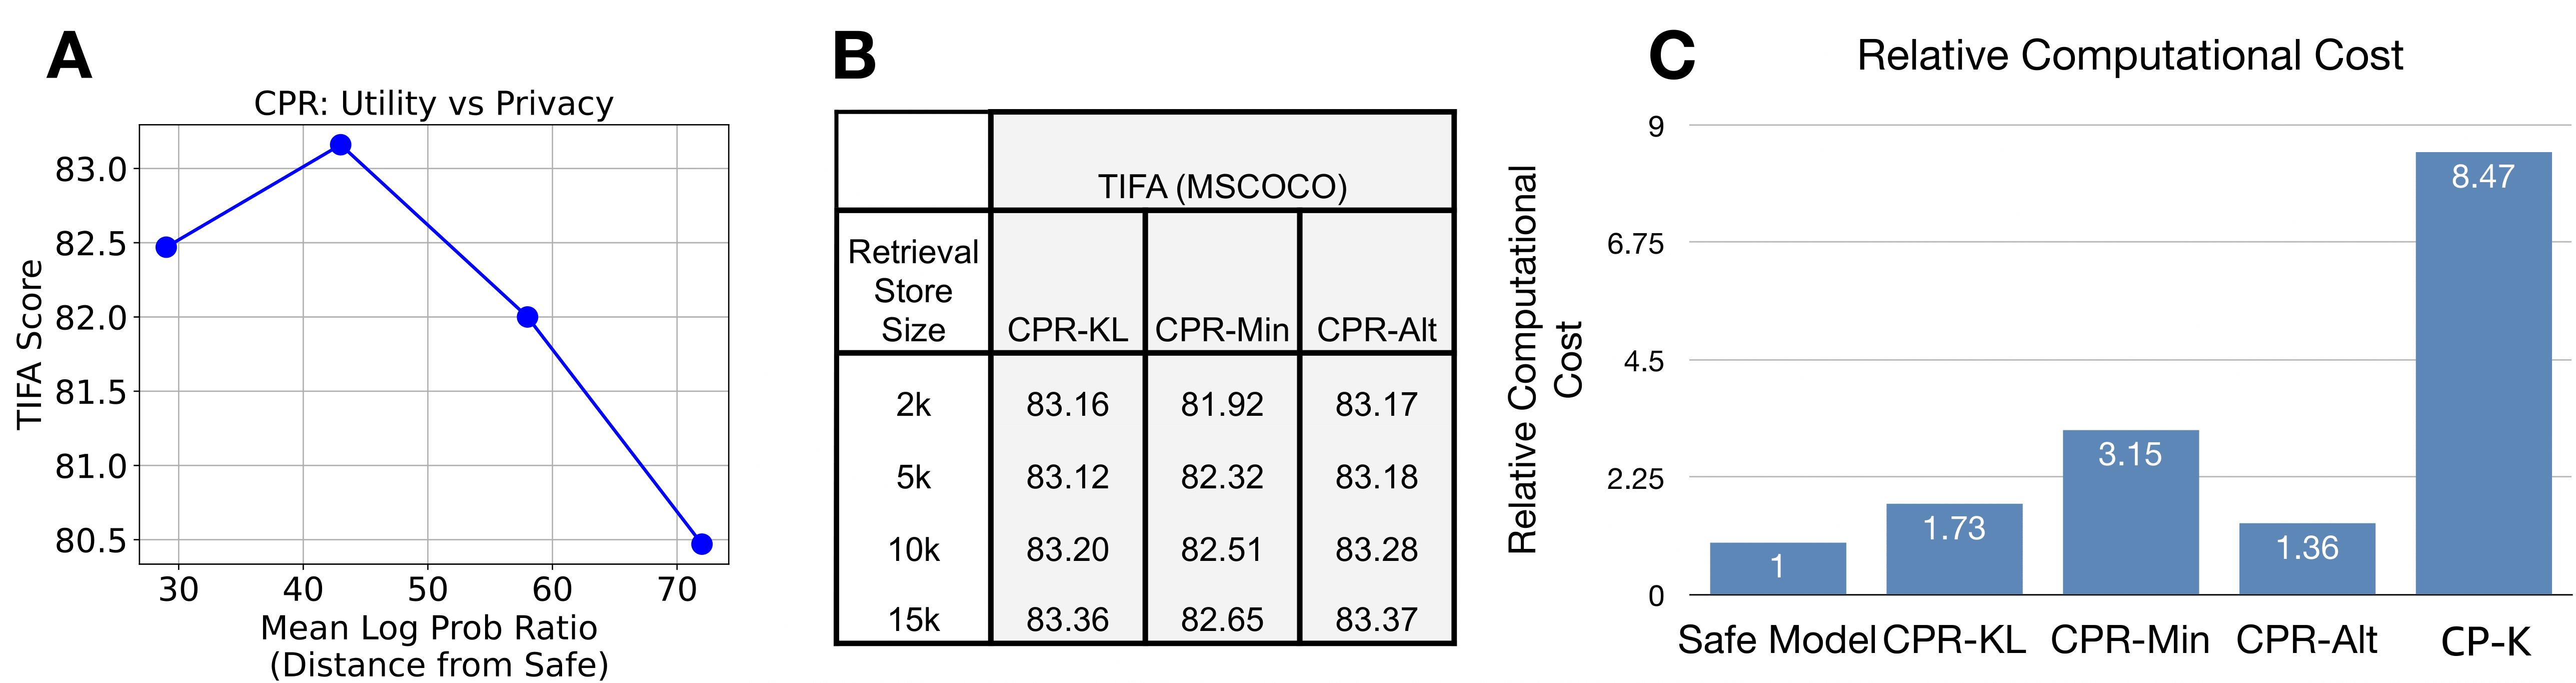 A
CPR: Utility vs Privacy
TIFA Score
83.0
82.5
82.0
81.5
81.0
80.5
30 40 50 60 70
Mean Log Prob Ratio
(Distance from Safe)
B
TIFA (MSCOCO)
Retrieval
Store
Size CPR-KL CPR-Min CPR-Alt
2k 83.16 81.92 83.17
5k 83.12 82.32 83.18
10k 83.20 82.51 83.28
15k 83.36 82.65 83.37
C
Relative Computational Cost
Relative Computational
Cost
9
6.75
4.5
2.25
0
1 1.73 3.15 1.36 8.47
Safe Model CPR-KL CPR-Min CPR-Alt CP-K